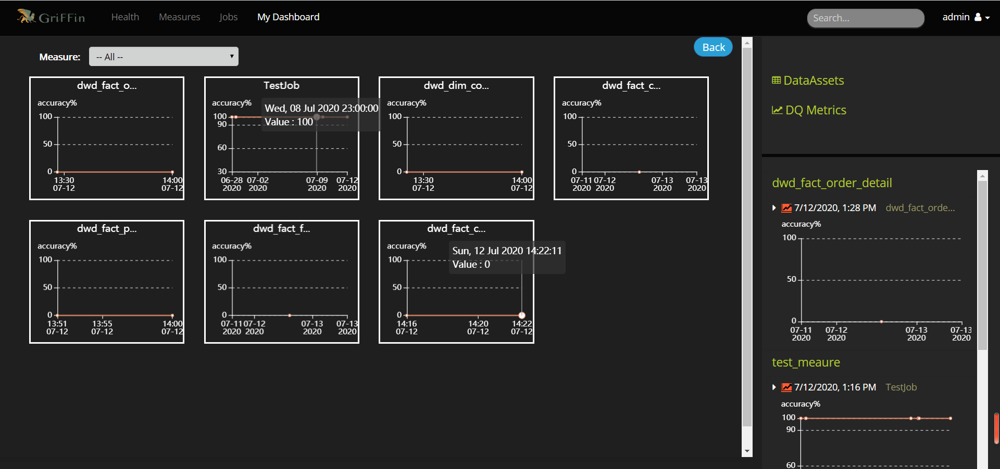 GriFFin
Health Measures Jobs My Dashboard
Search...
admin
Back
Measure: -- All --
dwd_fact_o...
accuracy%
100
50
0
13:30 14:00
07-12 07-12
TestJob
accuracy%
Wed, 08 Jul 2020 23:00:00
Value : 100
100
90
60
30
06-28 07-02 07-09 07-12
2020 2020 2020 2020
dwd_dim_co...
accuracy%
100
50
0
13:30 14:00
07-12 07-12
dwd_fact_c...
accuracy%
100
50
0
07-11 07-12 07-13 07-13
2020 2020 2020 2020
dwd_fact_p...
accuracy%
100
50
0
13:51 13:55 14:00
07-12 07-12 07-12
dwd_fact_f...
accuracy%
100
50
0
07-11 07-12 07-13 07-13
2020 2020 2020 2020
dwd_fact_c...
accuracy%
Sun, 12 Jul 2020 14:22:11
Value : 0
100
50
0
14:16 14:20 14:22
07-12 07-12 07-12
DataAssets
DQ Metrics
dwd_fact_order_detail
7/12/2020, 1:28 PM dwd_fact_orde...
accuracy%
100
50
0
07-11 07-12 07-13 07-13
2020 2020 2020 2020
test_meaure
7/12/2020, 1:16 PM TestJob
accuracy%
100
90
60